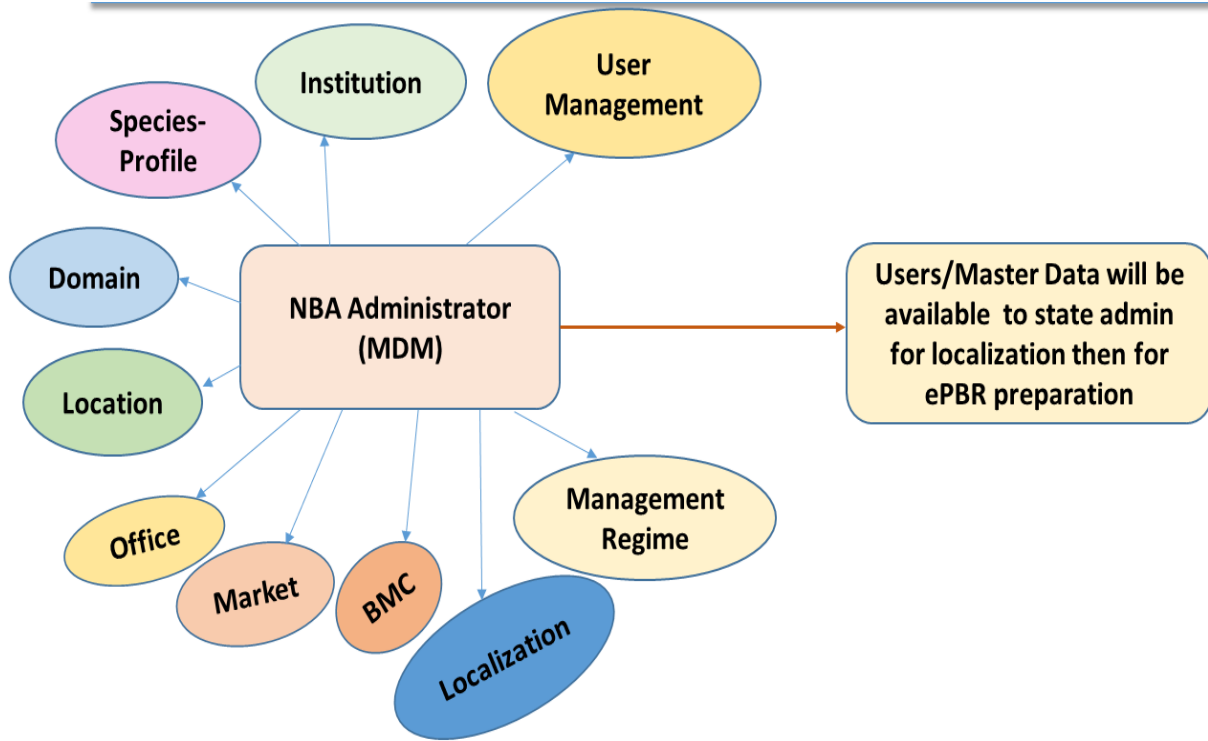 Institution
User
Management
Species-
Profile
Domain
NBA Administrator
(MDM)
Users/Master Data will be
available to state admin
for localization then for
ePBR preparation
Location
Office
Market
BMC
Localization
Management
Regime